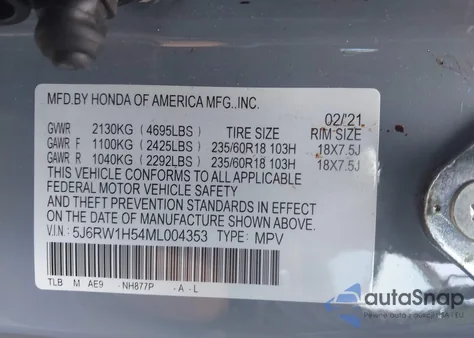 MFD.BY HONDA OF AMERICA MFG.,INC.
02/'21
GVWR 2130KG (4695LBS) TIRE SIZE RIM SIZE
GAWR F 1100KG (2425LBS) 235/60R18 103H 18X7.5J
GAWR R 1040KG (2292LBS) 235/60R18 103H 18X7.5J
THIS VEHICLE CONFORMS TO ALL APPLICABLE
FEDERAL MOTOR VEHICLE SAFETY
AND THEFT PREVENTION STANDARDS IN EFFECT
ON THE DATE OF MANUFACTURE SHOWN ABOVE.
V.I.N: 5J6RW1H54ML004353 TYPE: MPV
TLB M AE9 -NH877P -A-L
autoSnap